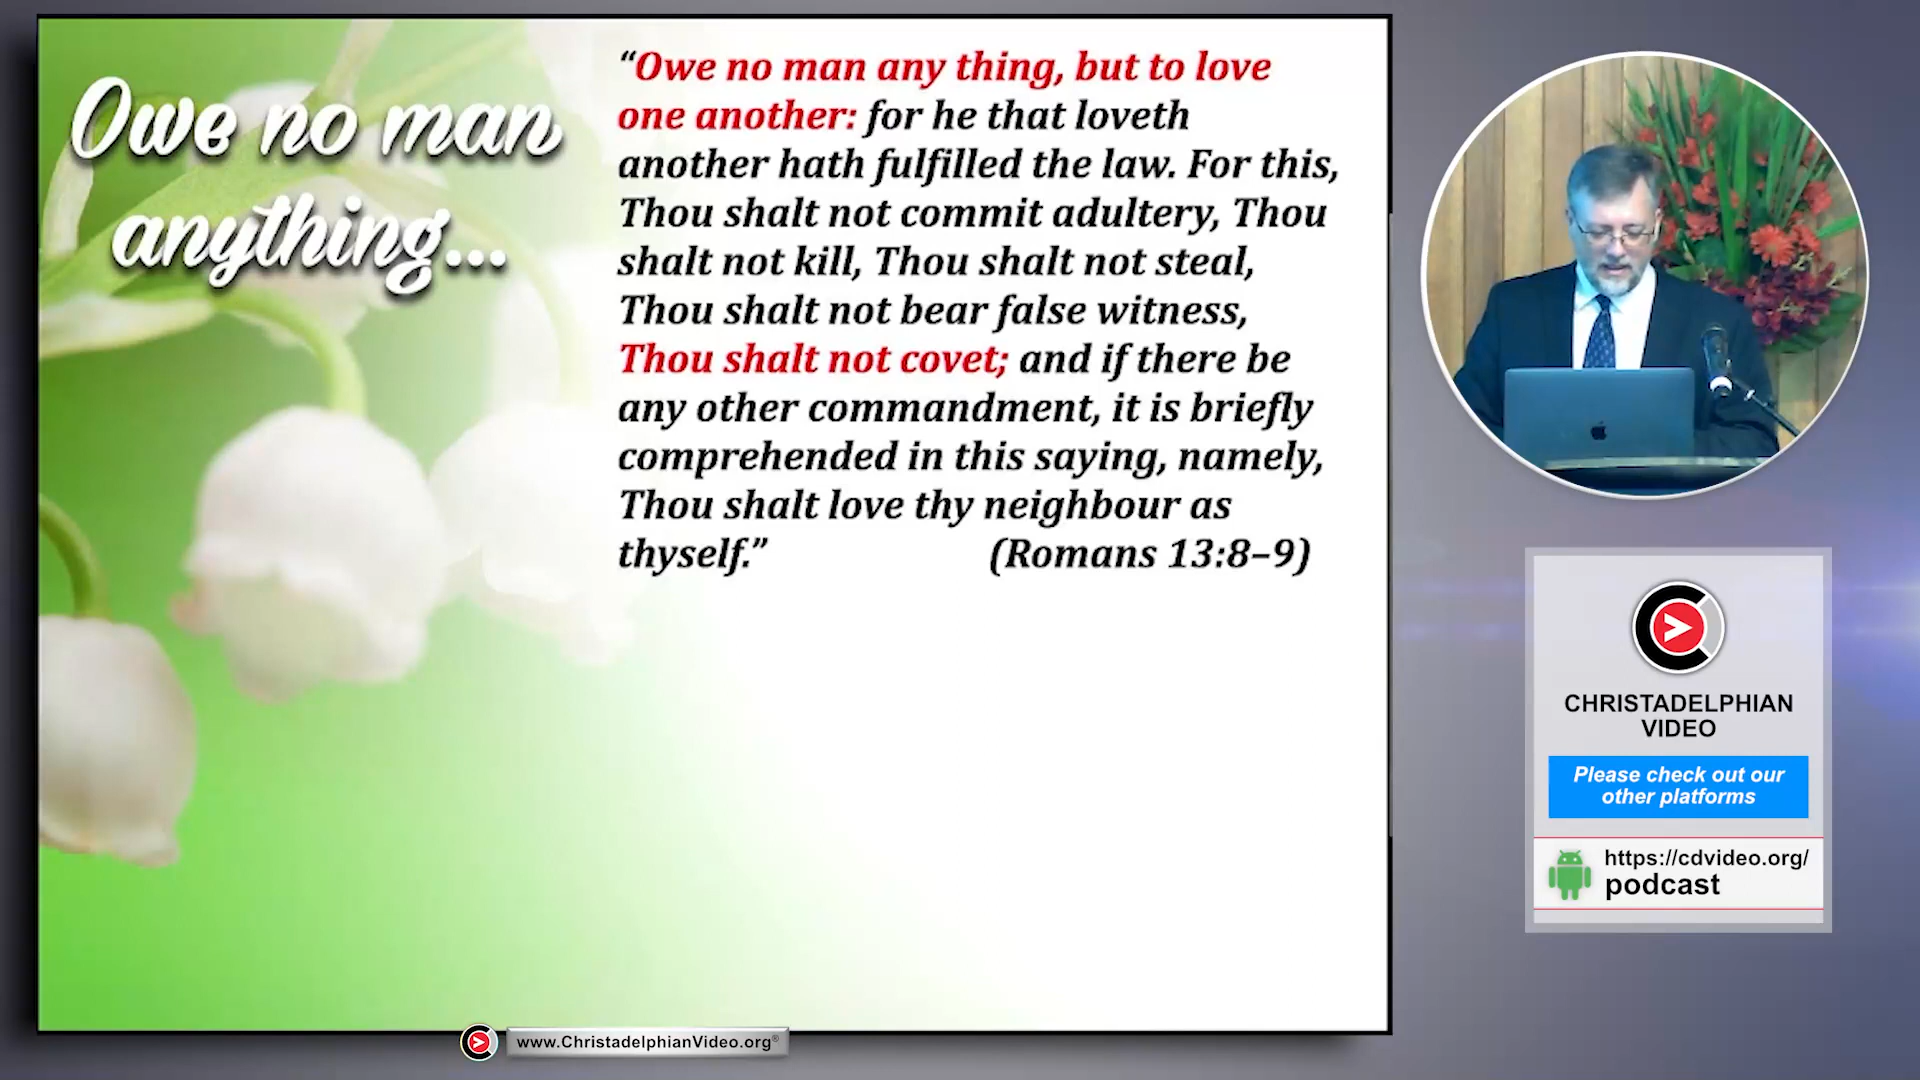 Owe no man
anything...
“Owe no man any thing, but to love
one another: for he that loveth
another hath fulfilled the law. For this,
Thou shalt not commit adultery, Thou
shalt not kill, Thou shalt not steal,
Thou shalt not bear false witness,
Thou shalt not covet; and if there be
any other commandment, it is briefly
comprehended in this saying, namely,
Thou shalt love thy neighbour as
thyself.” (Romans 13:8–9)
CHRISTADELPHIAN
VIDEO
Please check out our
other platforms
https://cdvideo.org/
podcast
www.ChristadelphianVideo.org®